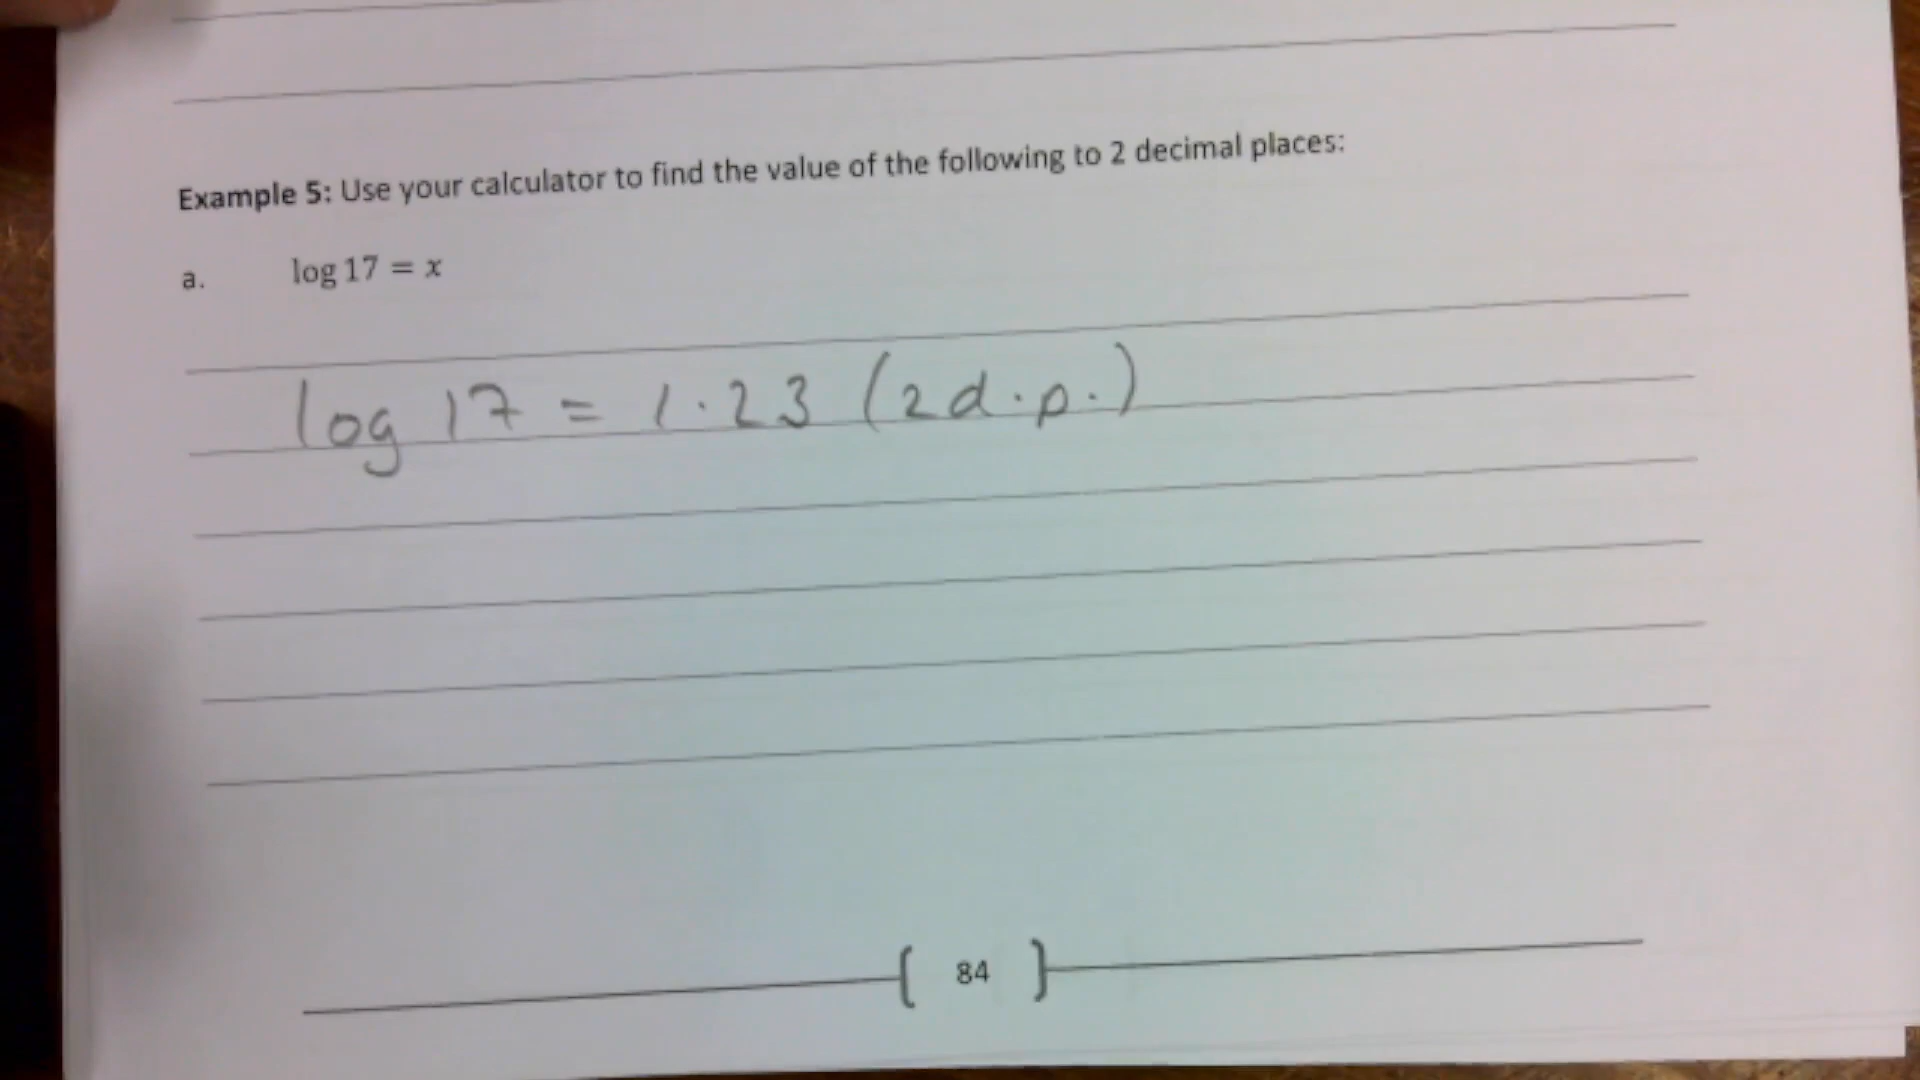 Example 5: Use your calculator to find the value of the following to 2 decimal places:
a. log 17 = x
log 17 = 1·23 (2d.p.)
84